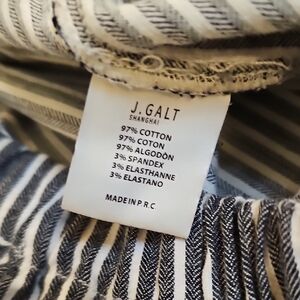 J. GALT
SHANGHAI
97% COTTON
97% COTON
97% ALGODÓN
3% SPANDEX
3% ELASTHANNE
3% ELASTANO
MADE IN P R C